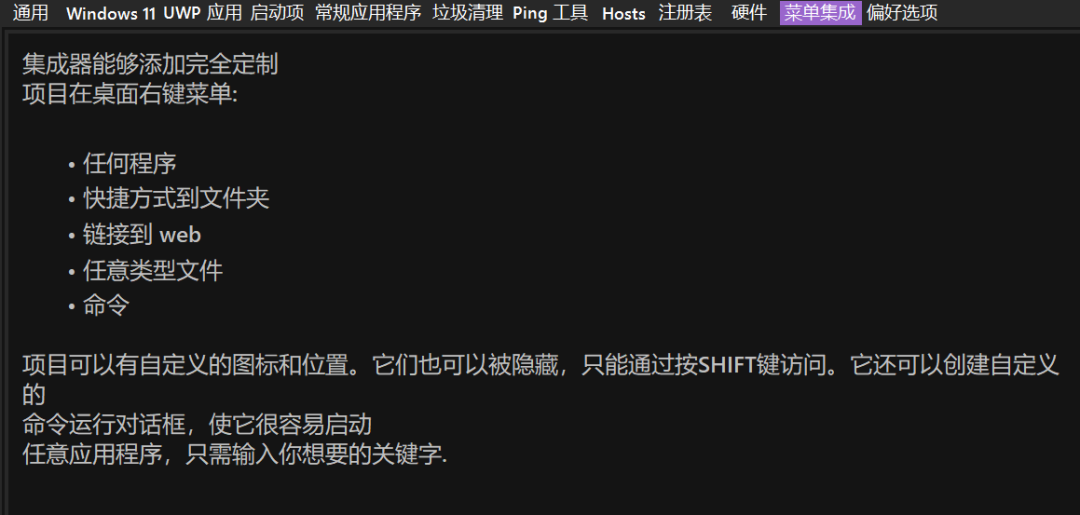 通用 Windows 11 UWP 应用 启动项 常规应用程序 垃圾清理 Ping 工具 Hosts 注册表 硬件 菜单集成 偏好选项
集成器能够添加完全定制
项目在桌面右键菜单:
• 任何程序
• 快捷方式到文件夹
• 链接到 web
• 任意类型文件
• 命令
项目可以有自定义的图标和位置。它们也可以被隐藏，只能通过按SHIFT键访问。它还可以创建自定义
的
命令运行对话框，使它很容易启动
任意应用程序，只需输入你想要的关键字.